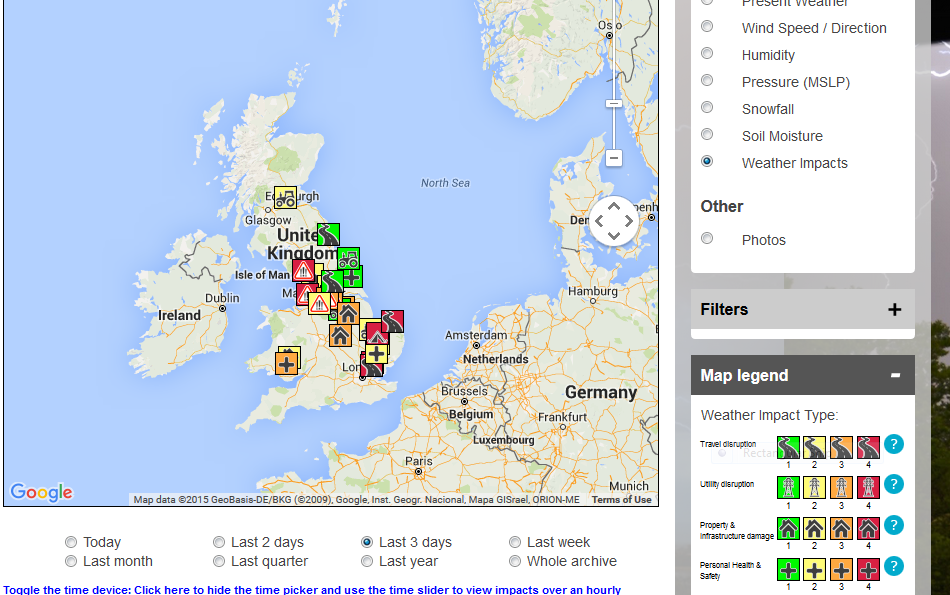 Present Weather
Wind Speed / Direction
Humidity
Pressure (MSLP)
Snowfall
Soil Moisture
Weather Impacts
Other
Photos
Filters +
Map legend -
Weather Impact Type:
Travel disruption
1 2 3 4
?
Utility disruption
1 2 3 4
?
Property &
Infrastructure damage
1 2 3 4
?
Personal Health &
Safety
1 2 3 4
?
Oslo
North Sea
Glasgow
Kingdom
Isle of Man
Dublin
Ireland
Hamburg
Amsterdam
Netherlands
Brussels
Belgium
Germany
Frankfurt
Luxembourg
Paris
Munich
Google
Map data ©2015 GeoBasis-DE/BKG (©2009), Google, Inst. Geogr. Nacional, Mapa GISrael, ORION-ME Terms of Use
Today Last 2 days Last 3 days Last week
Last month Last quarter Last year Whole archive
Toggle the time device: Click here to hide the time picker and use the time slider to view impacts over an hourly